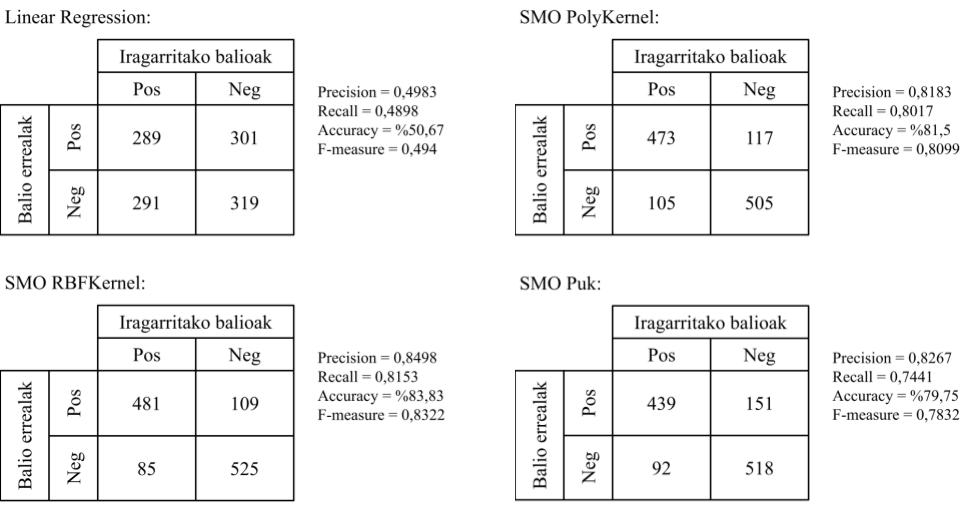 Linear Regression:
Iragarritako balioak
Pos Neg
Balio errealak
Pos 289 301
Neg 291 319
Precision = 0,4983
Recall = 0,4898
Accuracy = %50,67
F-measure = 0,494
SMO PolyKernel:
Iragarritako balioak
Pos Neg
Balio errealak
Pos 473 117
Neg 105 505
Precision = 0,8183
Recall = 0,8017
Accuracy = %81,5
F-measure = 0,8099
SMO RBFKernel:
Iragarritako balioak
Pos Neg
Balio errealak
Pos 481 109
Neg 85 525
Precision = 0,8498
Recall = 0,8153
Accuracy = %83,83
F-measure = 0,8322
SMO Puk:
Iragarritako balioak
Pos Neg
Balio errealak
Pos 439 151
Neg 92 518
Precision = 0,8267
Recall = 0,7441
Accuracy = %79,75
F-measure = 0,7832